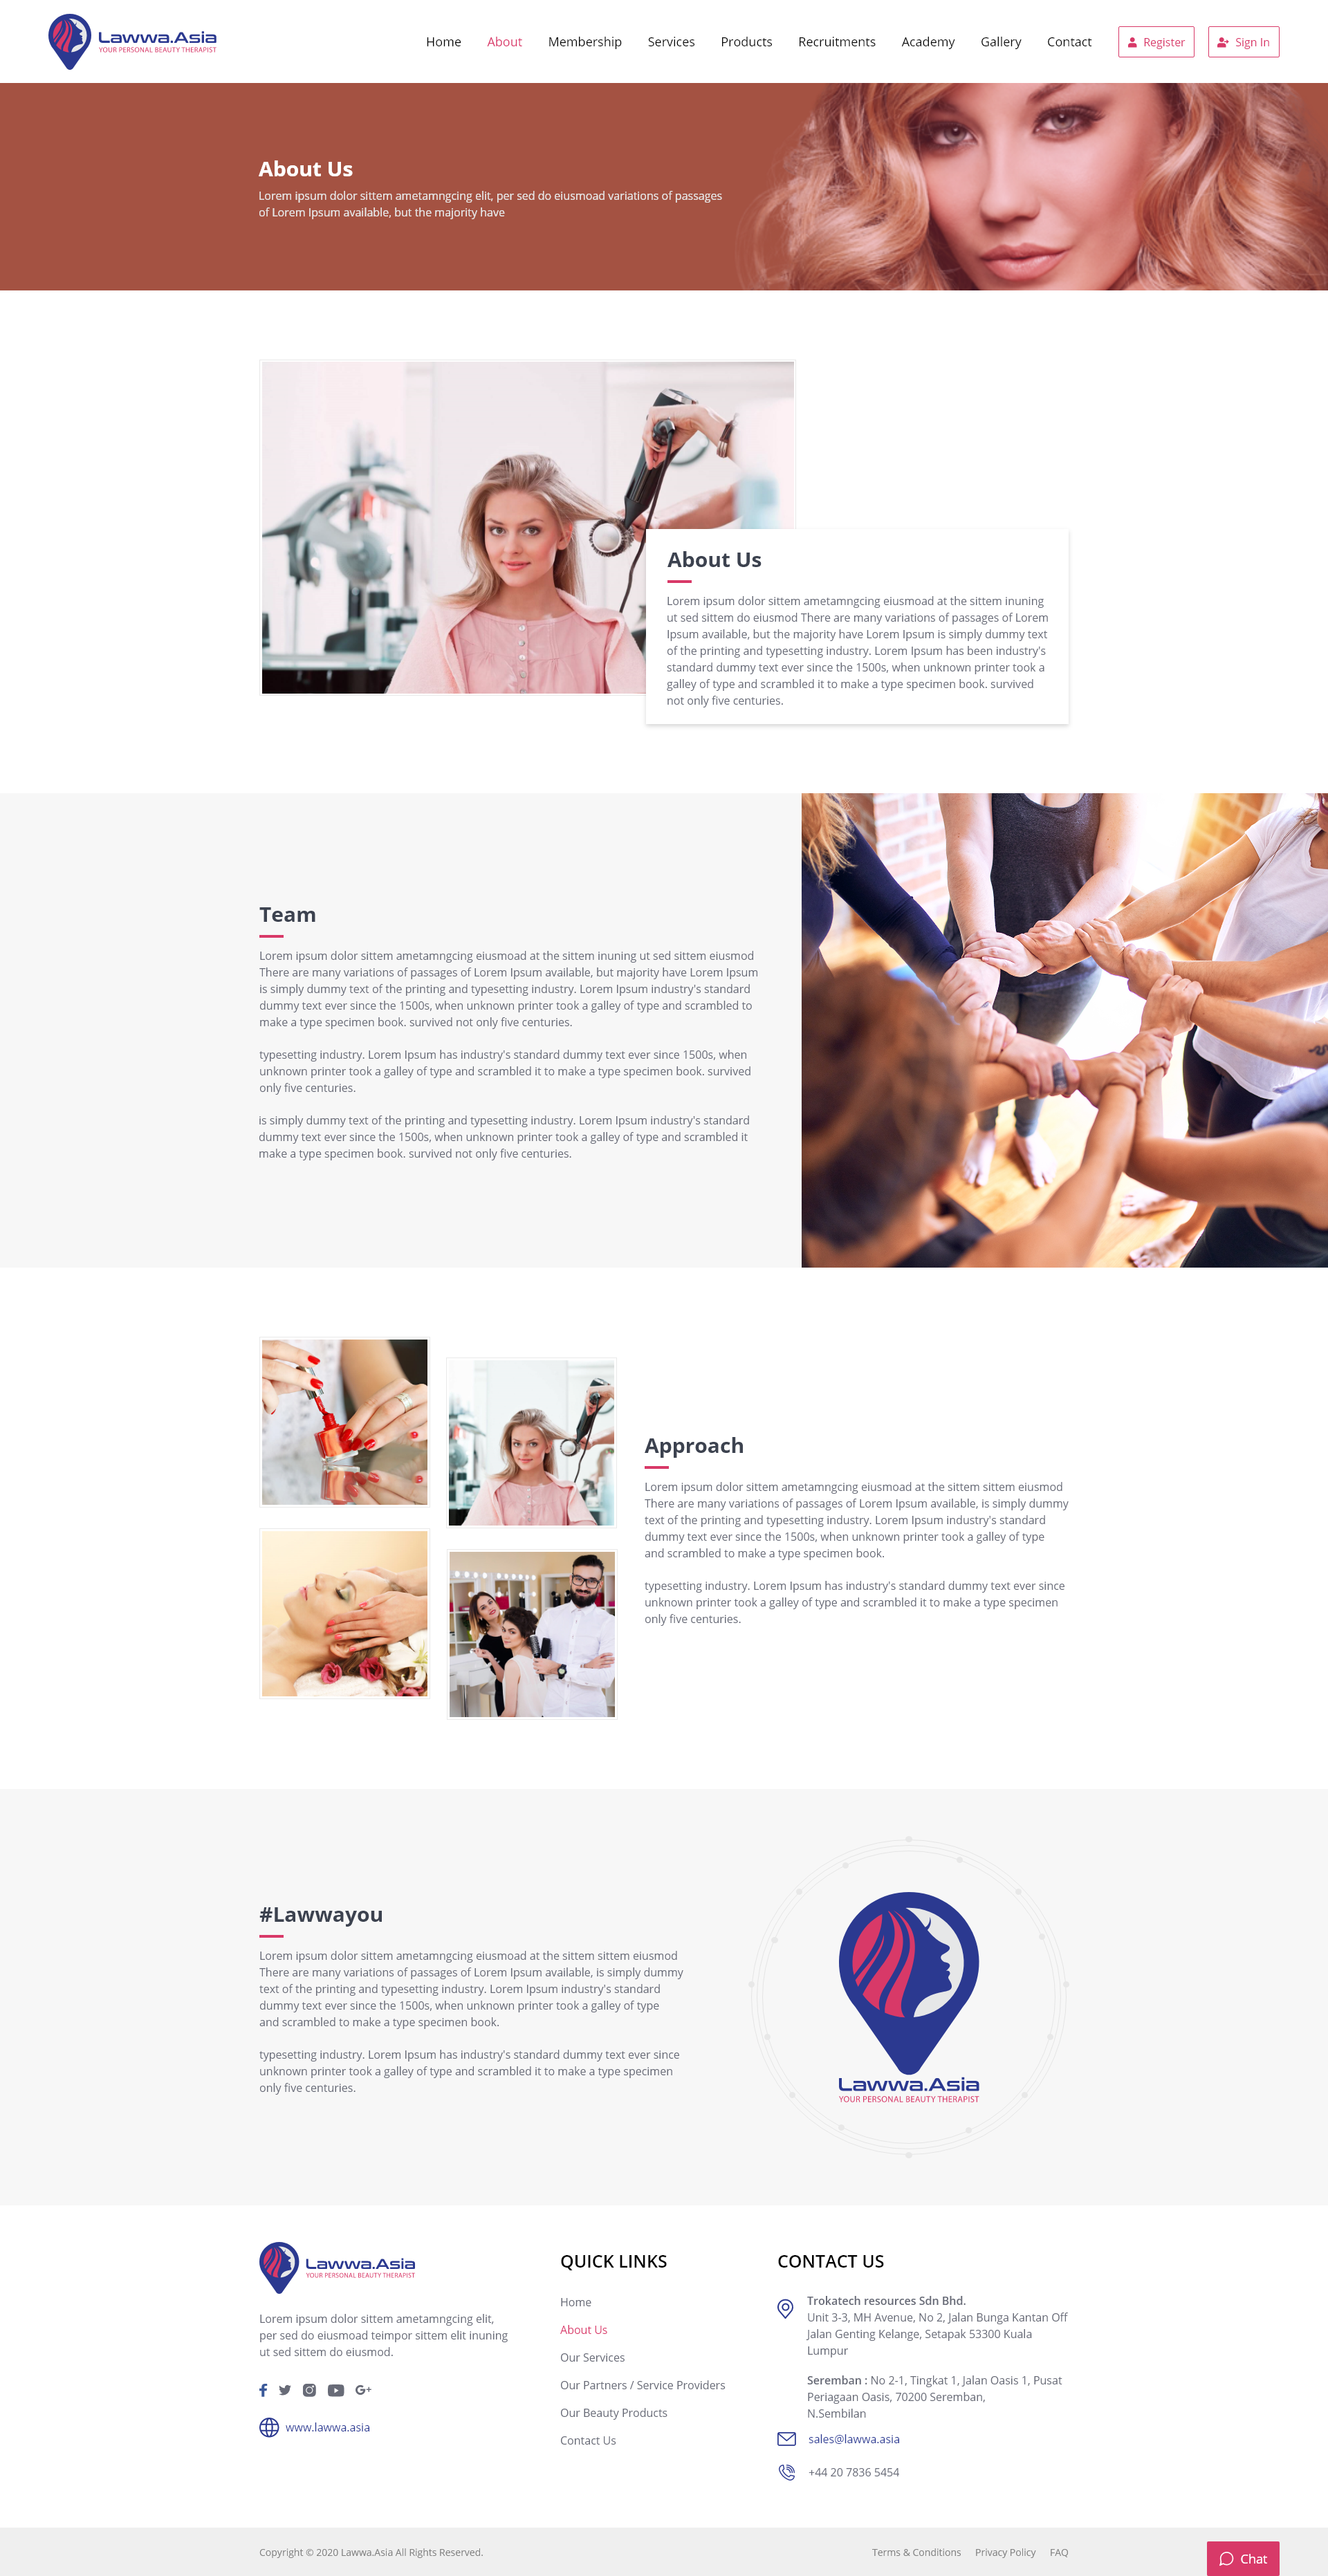 Lawwa.Asia
YOUR PERSONAL BEAUTY THERAPIST
Home About Membership Services Products Recruitments Academy Gallery Contact Register Sign In
About Us
Lorem ipsum dolor sittem ametamngcing elit, per sed do eiusmoad variations of passages
of Lorem Ipsum available, but the majority have
About Us
Lorem ipsum dolor sittem ametamngcing eiusmoad at the sittem inuning
ut sed sittem do eiusmod There are many variations of passages of Lorem
Ipsum available, but the majority have Lorem Ipsum is simply dummy text
of the printing and typesetting industry. Lorem Ipsum has been industry's
standard dummy text ever since the 1500s, when unknown printer took a
galley of type and scrambled it to make a type specimen book. survived
not only five centuries.
Team
Lorem ipsum dolor sittem ametamngcing eiusmoad at the sittem inuning ut sed sittem eiusmod
There are many variations of passages of Lorem Ipsum available, but majority have Lorem Ipsum
is simply dummy text of the printing and typesetting industry. Lorem Ipsum industry's standard
dummy text ever since the 1500s, when unknown printer took a galley of type and scrambled to
make a type specimen book. survived not only five centuries.
typesetting industry. Lorem Ipsum has industry's standard dummy text ever since 1500s, when
unknown printer took a galley of type and scrambled it to make a type specimen book. survived
only five centuries.
is simply dummy text of the printing and typesetting industry. Lorem Ipsum industry's standard
dummy text ever since the 1500s, when unknown printer took a galley of type and scrambled it
make a type specimen book. survived not only five centuries.
Approach
Lorem ipsum dolor sittem ametamngcing eiusmoad at the sittem sittem eiusmod
There are many variations of passages of Lorem Ipsum available, is simply dummy
text of the printing and typesetting industry. Lorem Ipsum industry's standard
dummy text ever since the 1500s, when unknown printer took a galley of type
and scrambled to make a type specimen book.
typesetting industry. Lorem Ipsum has industry's standard dummy text ever since
unknown printer took a galley of type and scrambled it to make a type specimen
only five centuries.
#Lawwayou
Lorem ipsum dolor sittem ametamngcing eiusmoad at the sittem sittem eiusmod
There are many variations of passages of Lorem Ipsum available, is simply dummy
text of the printing and typesetting industry. Lorem Ipsum industry's standard
dummy text ever since the 1500s, when unknown printer took a galley of type
and scrambled to make a type specimen book.
typesetting industry. Lorem Ipsum has industry's standard dummy text ever since
unknown printer took a galley of type and scrambled it to make a type specimen
only five centuries.
Lawwa.Asia
YOUR PERSONAL BEAUTY THERAPIST
Lawwa.Asia
YOUR PERSONAL BEAUTY THERAPIST
Lorem ipsum dolor sittem ametamngcing elit,
per sed do eiusmoad teimpor sittem elit inuning
ut sed sittem do eiusmod.
www.lawwa.asia
QUICK LINKS
Home
About Us
Our Services
Our Partners / Service Providers
Our Beauty Products
Contact Us
CONTACT US
Trokatech resources Sdn Bhd.
Unit 3-3, MH Avenue, No 2, Jalan Bunga Kantan Off
Jalan Genting Kelange, Setapak 53300 Kuala
Lumpur
Seremban : No 2-1, Tingkat 1, Jalan Oasis 1, Pusat
Periagaan Oasis, 70200 Seremban,
N.Sembilan
sales@lawwa.asia
+44 20 7836 5454
Copyright © 2020 Lawwa.Asia All Rights Reserved.
Terms & Conditions Privacy Policy FAQ
Chat